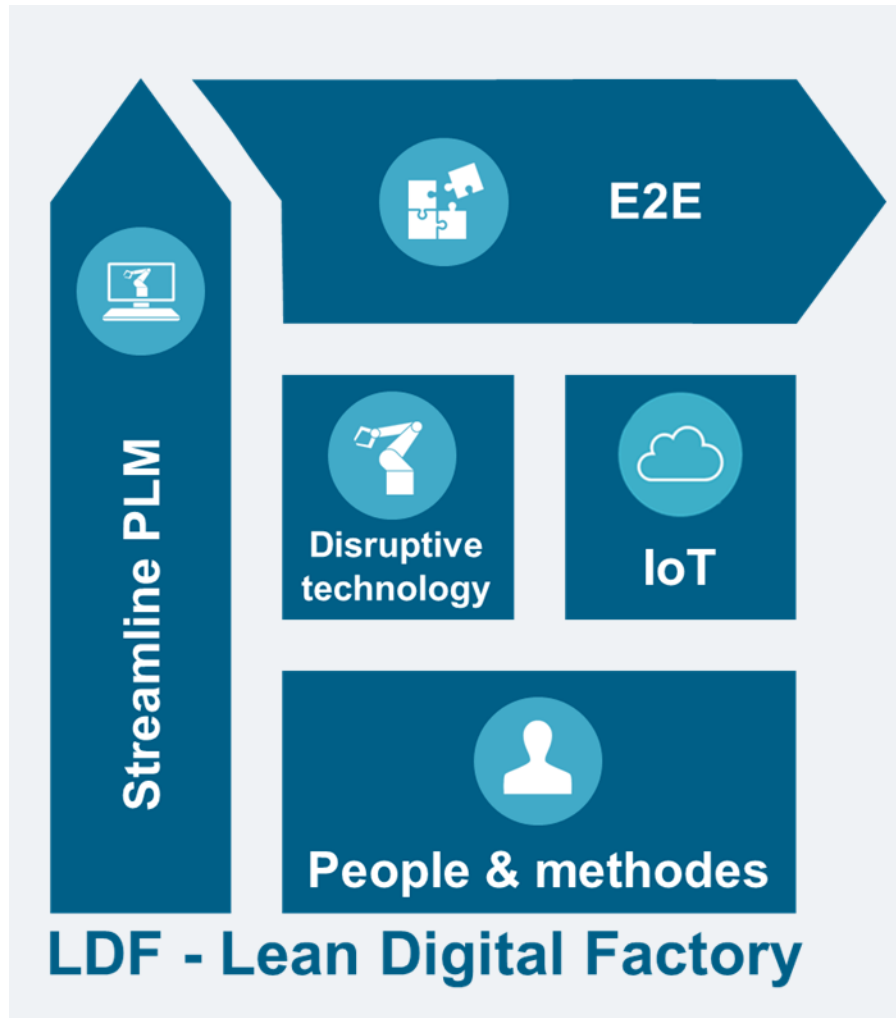 E2E
Streamline PLM
Disruptive
technology
IoT
People & methodes
LDF - Lean Digital Factory